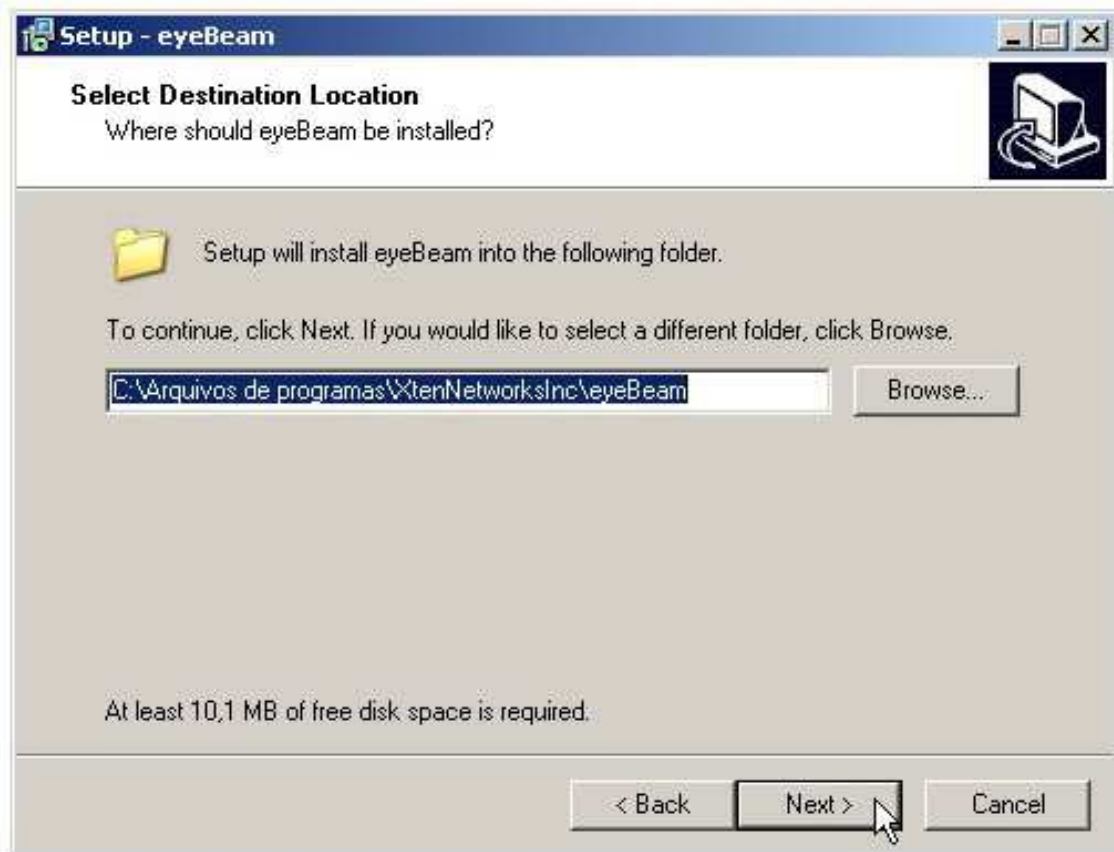 Setup - eyeBeam
Select Destination Location
Where should eyeBeam be installed?
Setup will install eyeBeam into the following folder.
To continue, click Next. If you would like to select a different folder, click Browse.
C:\Arquivos de programas\XtenNetworksInc\eyeBeam
Browse...
At least 10,1 MB of free disk space is required.
< Back
Next >
Cancel